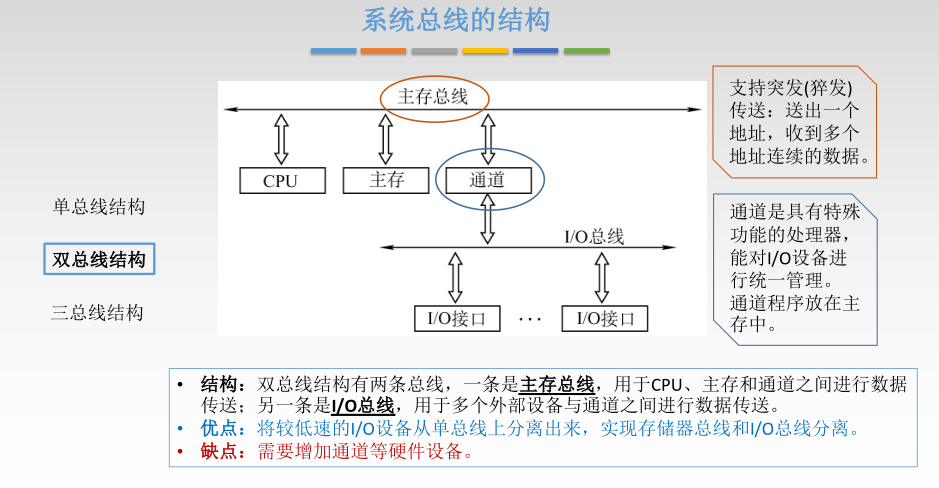 系统总线的结构
主存总线
CPU
主存
通道
I/O总线
I/O接口
···
I/O接口
单总线结构
双总线结构
三总线结构
支持突发(猝发)
传送：送出一个
地址，收到多个
地址连续的数据。
通道是具有特殊
功能的处理器，
能对I/O设备进
行统一管理。
通道程序放在主
存中。
• 结构：双总线结构有两条总线，一条是主存总线，用于CPU、主存和通道之间进行数据
传送；另一条是I/O总线，用于多个外部设备与通道之间进行数据传送。
• 优点：将较低速的I/O设备从单总线上分离出来，实现存储器总线和I/O总线分离。
• 缺点：需要增加通道等硬件设备。